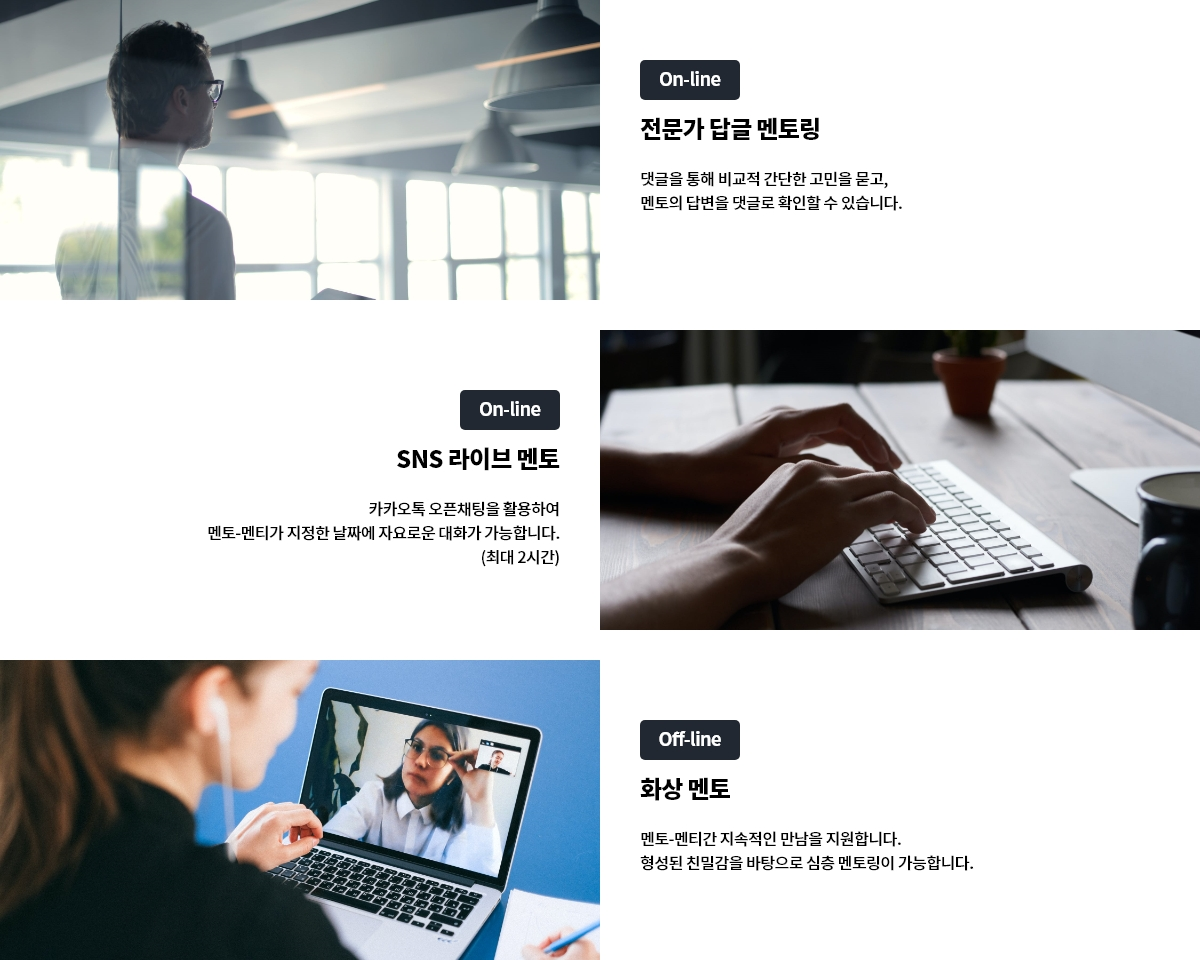 On-line
전문가 답글 멘토링
댓글을 통해 비교적 간단한 고민을 묻고,
멘토의 답변을 댓글로 확인할 수 있습니다.
On-line
SNS 라이브 멘토
카카오톡 오픈채팅을 활용하여
멘토-멘티가 지정한 날짜에 자요로운 대화가 가능합니다.
(최대 2시간)
Off-line
화상 멘토
멘토-멘티간 지속적인 만남을 지원합니다.
형성된 친밀감을 바탕으로 심층 멘토링이 가능합니다.